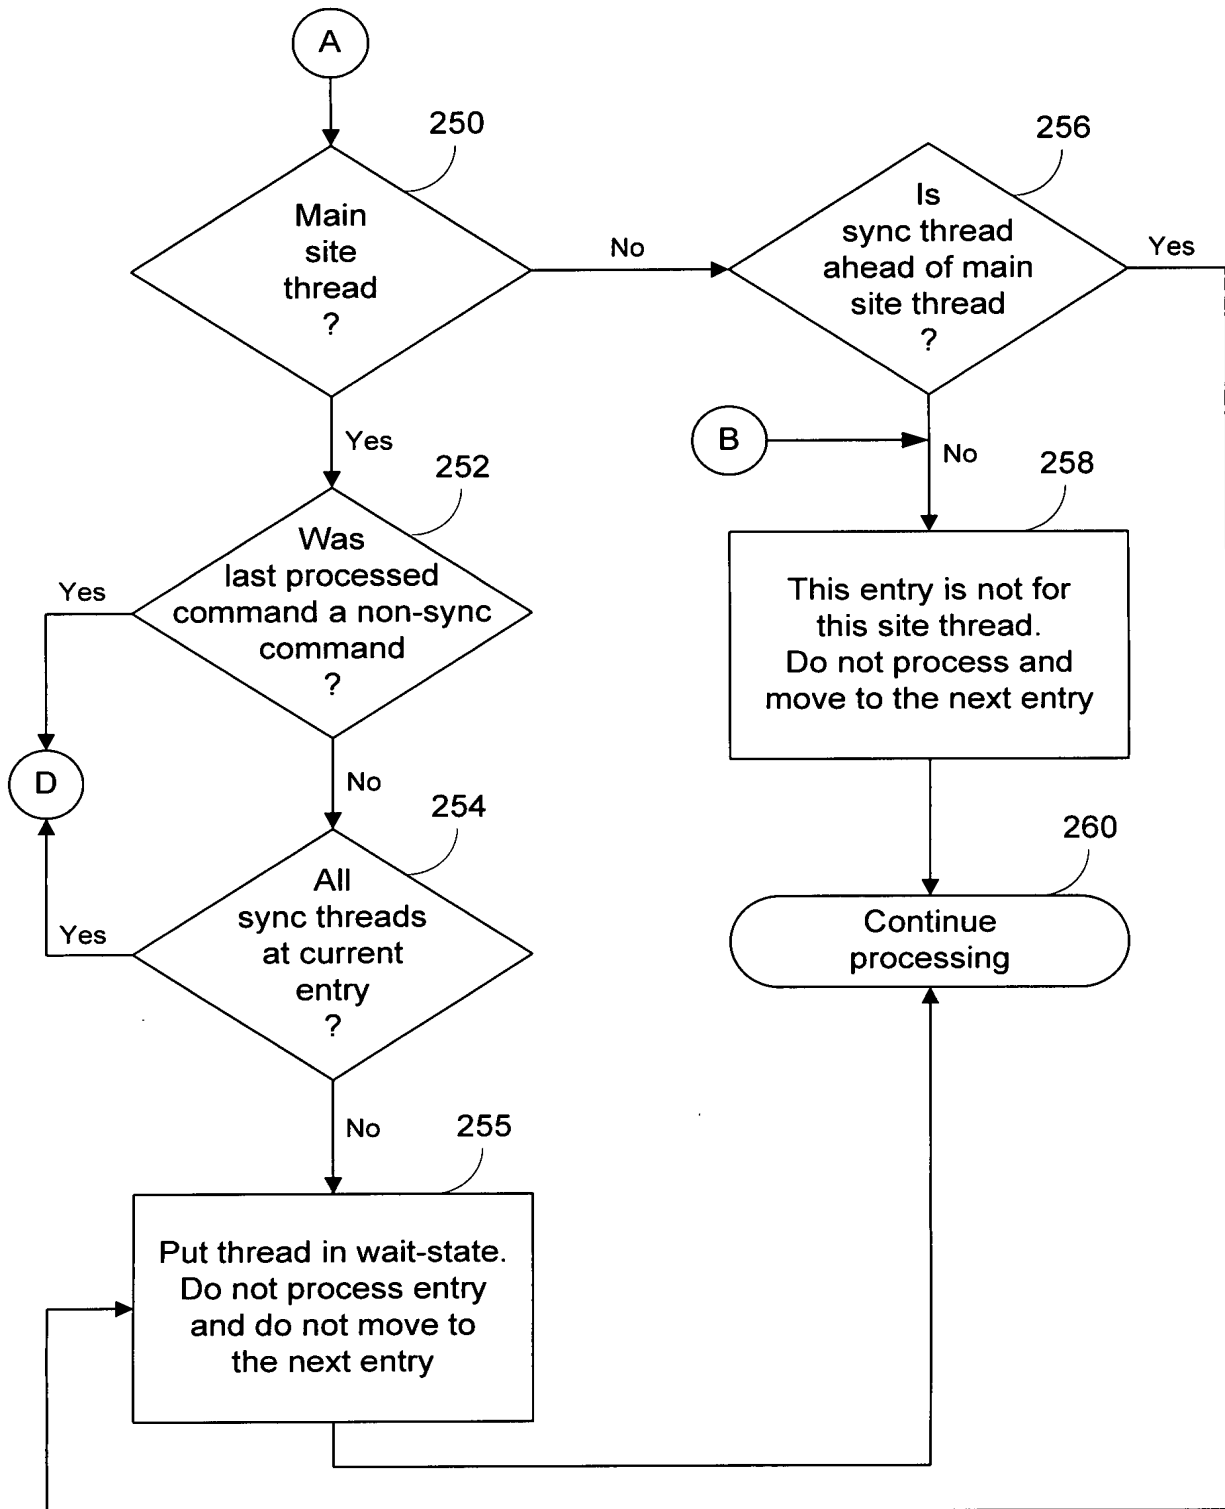 A
250
Main
site
thread
?
No
256
Is
sync thread
ahead of main
site thread
?
Yes
Yes
252
Was
last processed
command a non-sync
command
?
Yes
D
No
B
No
258
This entry is not for
this site thread.
Do not process and
move to the next entry
254
All
sync threads
at current
entry
?
Yes
No
260
Continue
processing
255
Put thread in wait-state.
Do not process entry
and do not move to
the next entry